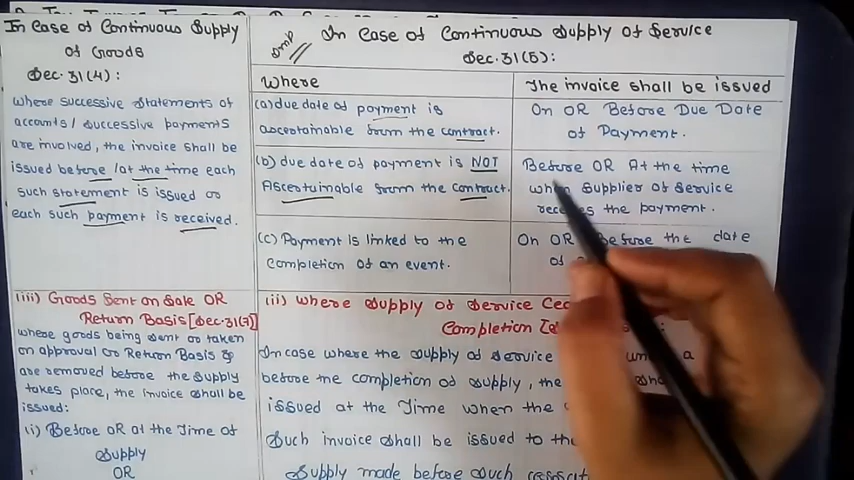 In Case of Continuous Supply
of Goods
Sec. 31(4):
where successive statements of
accounts/successive payments
are involved, the invoice shall be
issued before/at the time each
such statement is issued or
each such payment is received.
(iii) Goods Sent on Sale OR
Return Basis [Sec. 31(7)]
where goods being sent or taken
on approval or Return Basis &
are removed before the supply
takes place, the invoice shall be
issued:
(i) Before OR at the Time of
Supply
OR
Imp
In Case of Continuous Supply of Service
Sec. 31(5):
Where
The invoice shall be issued
(a) due date of payment is
ascertainable from the contract.
On OR Before Due Date
of Payment.
(b) due date of payment is NOT
Ascertainable from the contract.
Before OR At the time
when Supplier of Service
receives the payment.
(c) Payment is linked to the
completion of an event.
On OR Before the date
of
(ii) Where Supply of Service
Completion
In case where the supply of service
before the completion of supply, the
issued at the Time when the
Such invoice shall be issued to the
Supply made before such